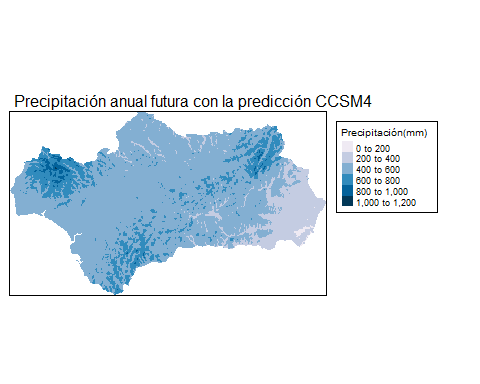 Precipitación anual futura con la predicción CCSM4
Precipitación(mm)
0 to 200
200 to 400
400 to 600
600 to 800
800 to 1,000
1,000 to 1,200